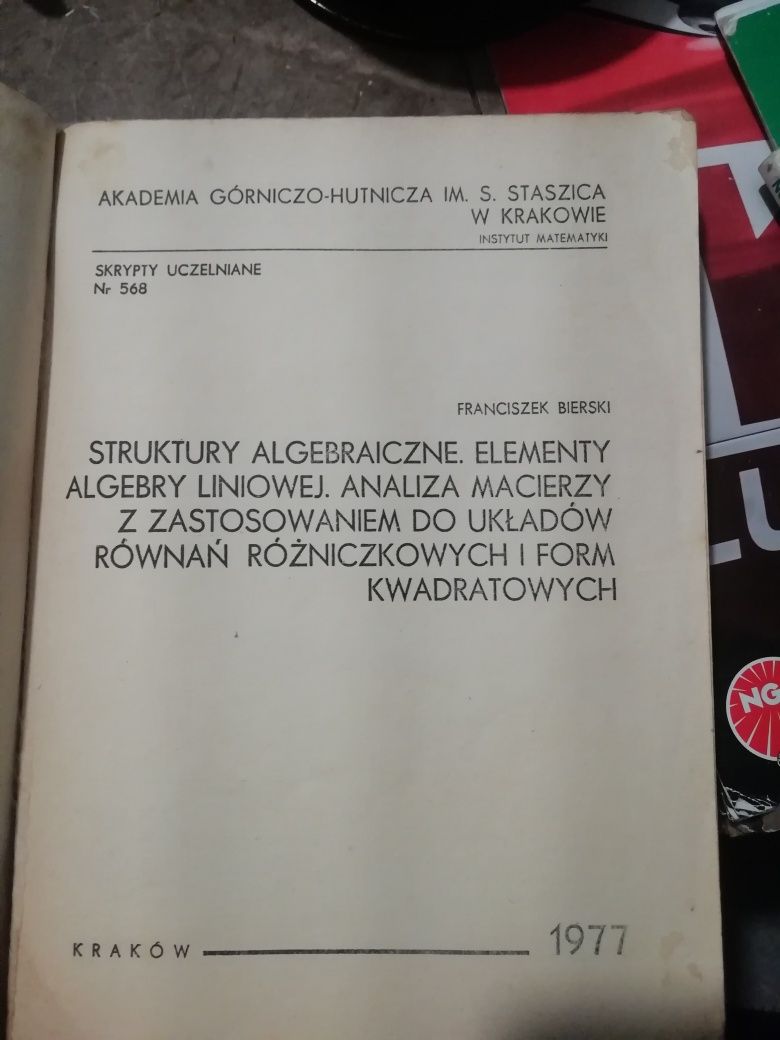 AKADEMIA GÓRNICZO-HUTNICZA IM. S. STASZICA
W KRAKOWIE
INSTYTUT MATEMATYKI
SKRYPTY UCZELNIANE
Nr 568
FRANCISZEK BIERSKI
STRUKTURY ALGEBRAICZNE. ELEMENTY
ALGEBRY LINIOWEJ. ANALIZA MACIERZY
Z ZASTOSOWANIEM DO UKŁADÓW
RÓWNAŃ RÓŻNICZKOWYCH I FORM
KWADRATOWYCH
KRAKÓW
1977
NG